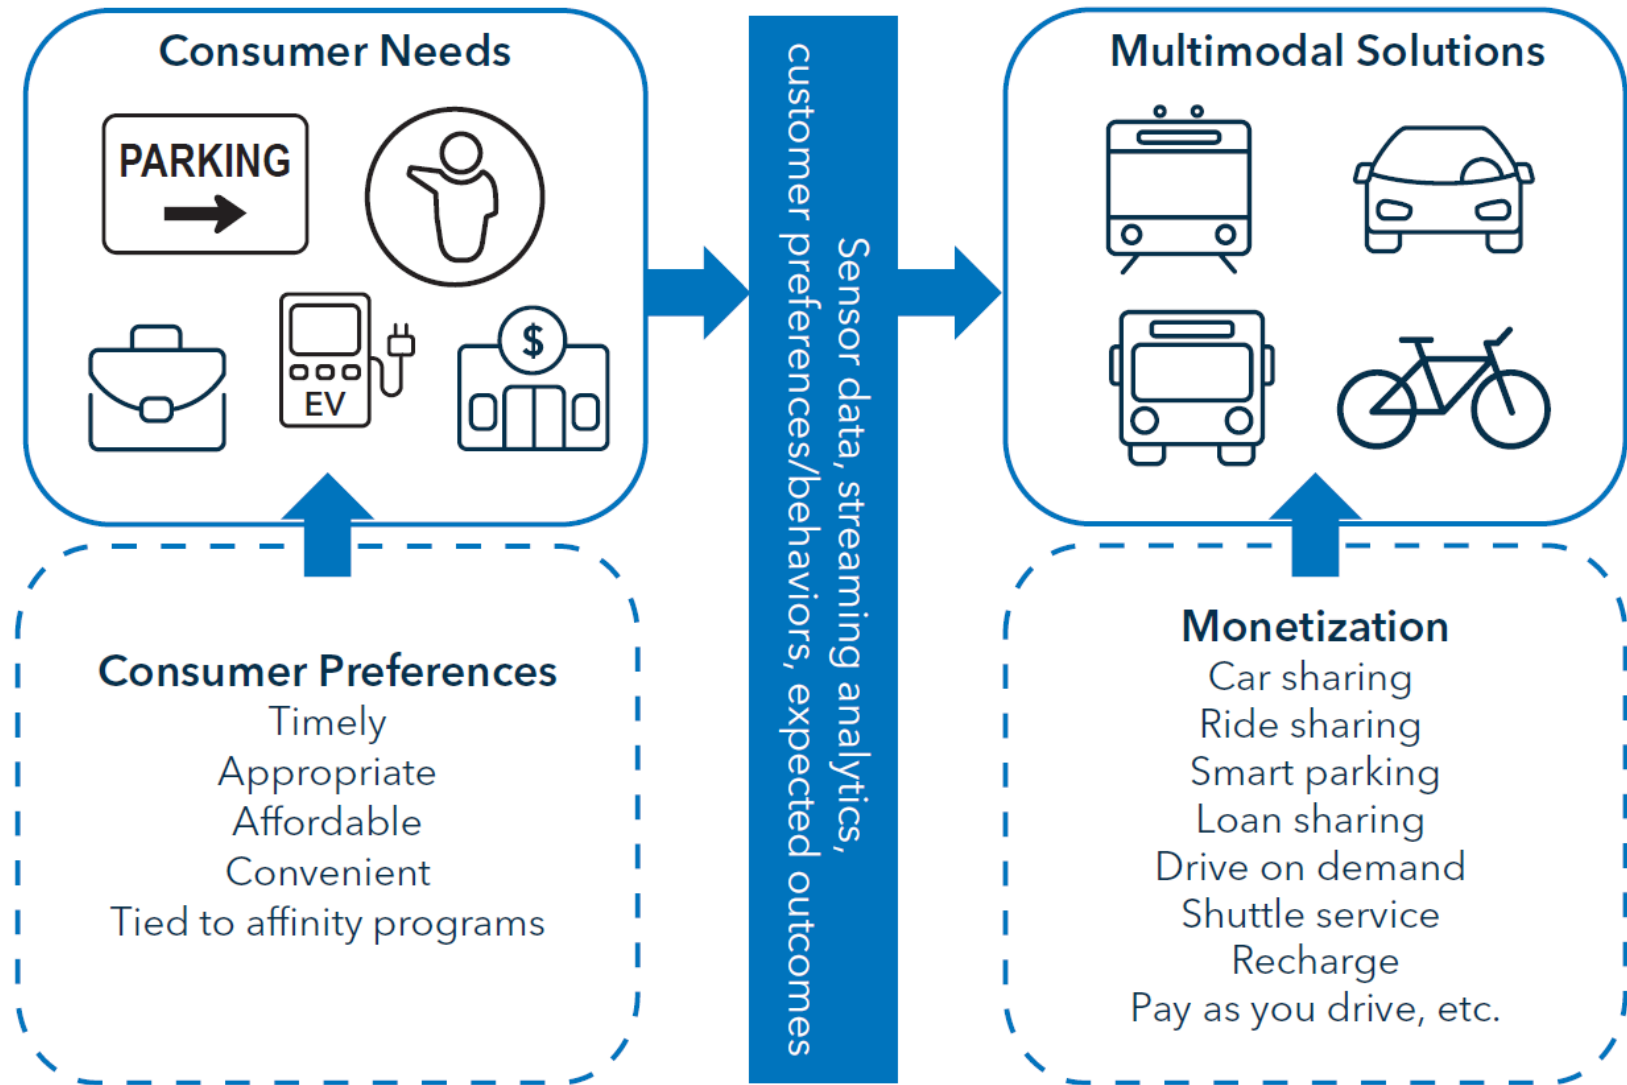 Consumer Needs
PARKING
EV
$
Consumer Preferences
Timely
Appropriate
Affordable
Convenient
Tied to affinity programs
Sensor data, streaming analytics,
customer preferences/behaviors, expected outcomes
Multimodal Solutions
Monetization
Car sharing
Ride sharing
Smart parking
Loan sharing
Drive on demand
Shuttle service
Recharge
Pay as you drive, etc.